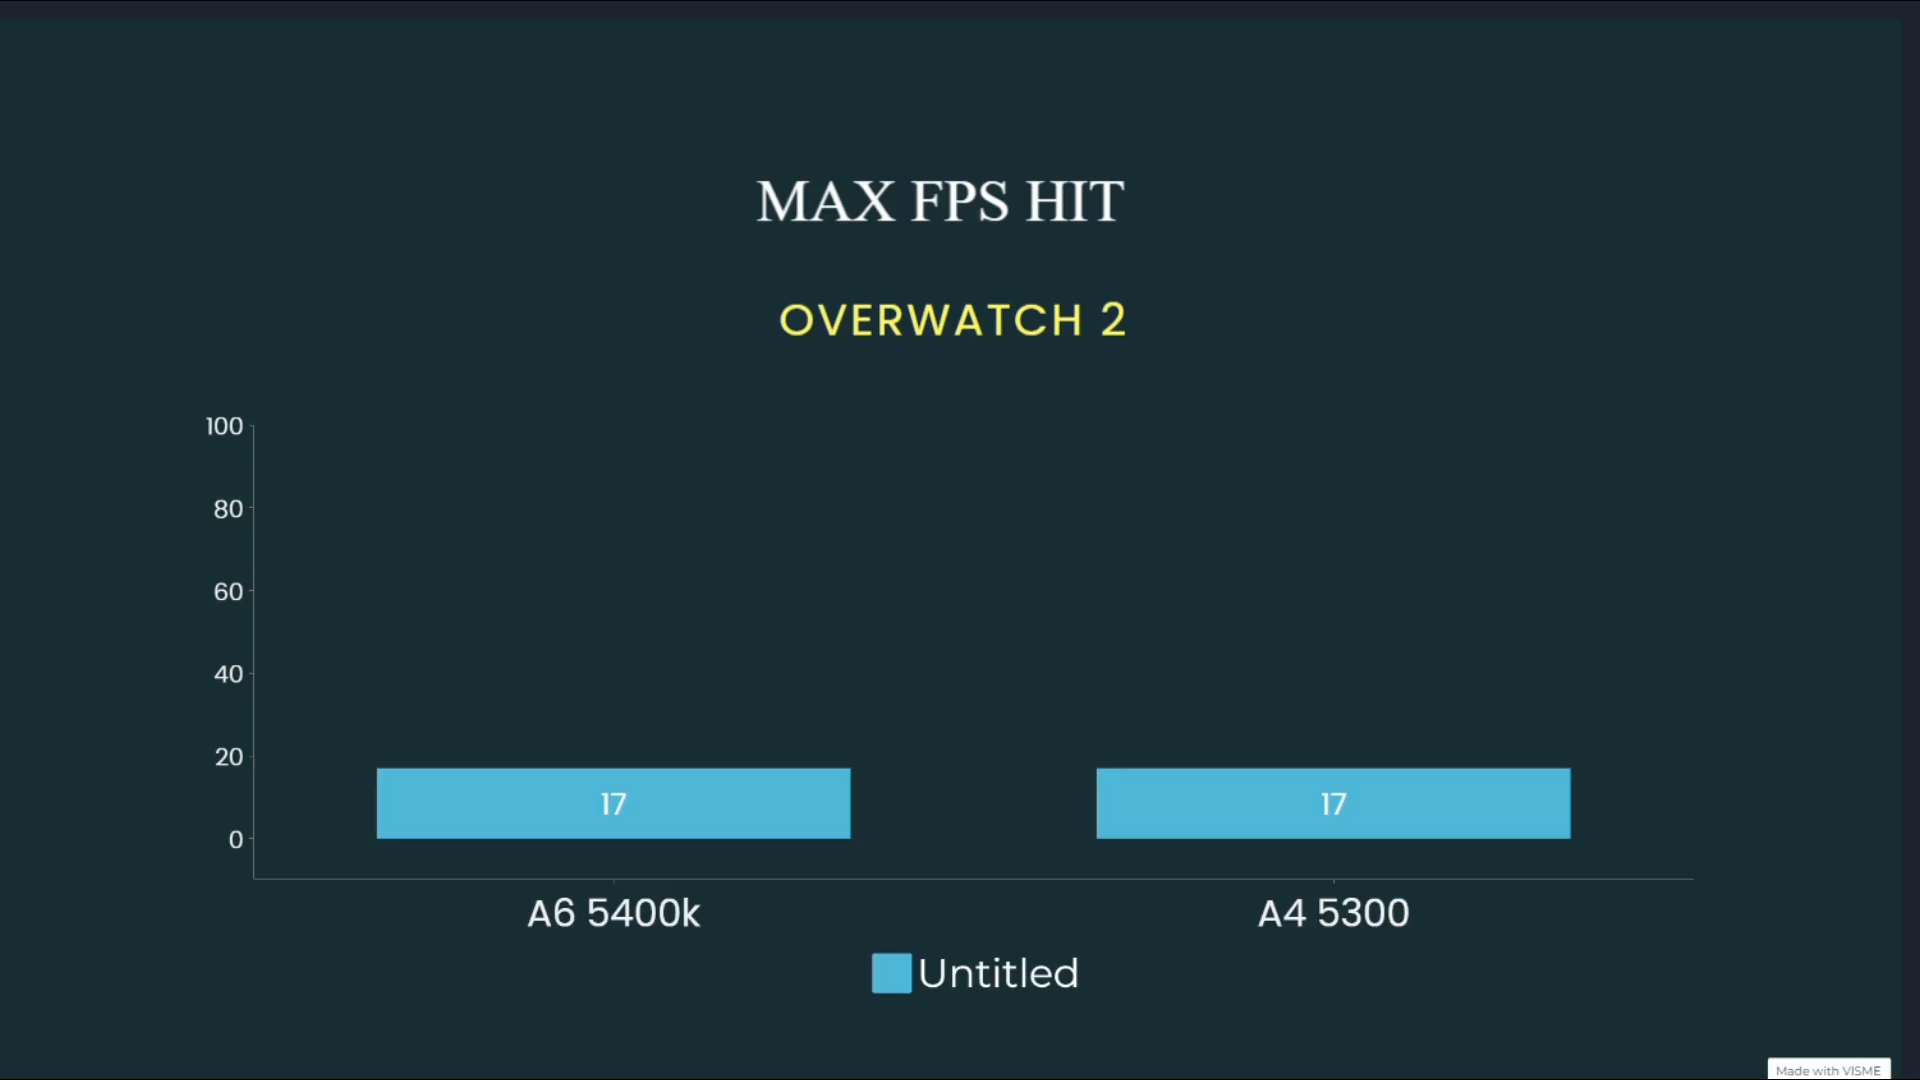 MAX FPS HIT
OVERWATCH 2
100
80
60
40
20
0
17
17
A6 5400k
A4 5300
Untitled
Made with VISME